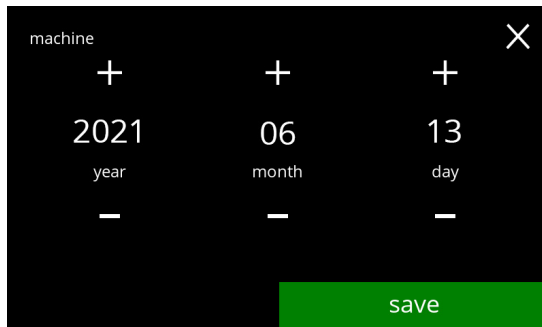 machine
+ + +
2021 06 13
year month day
- - -
save